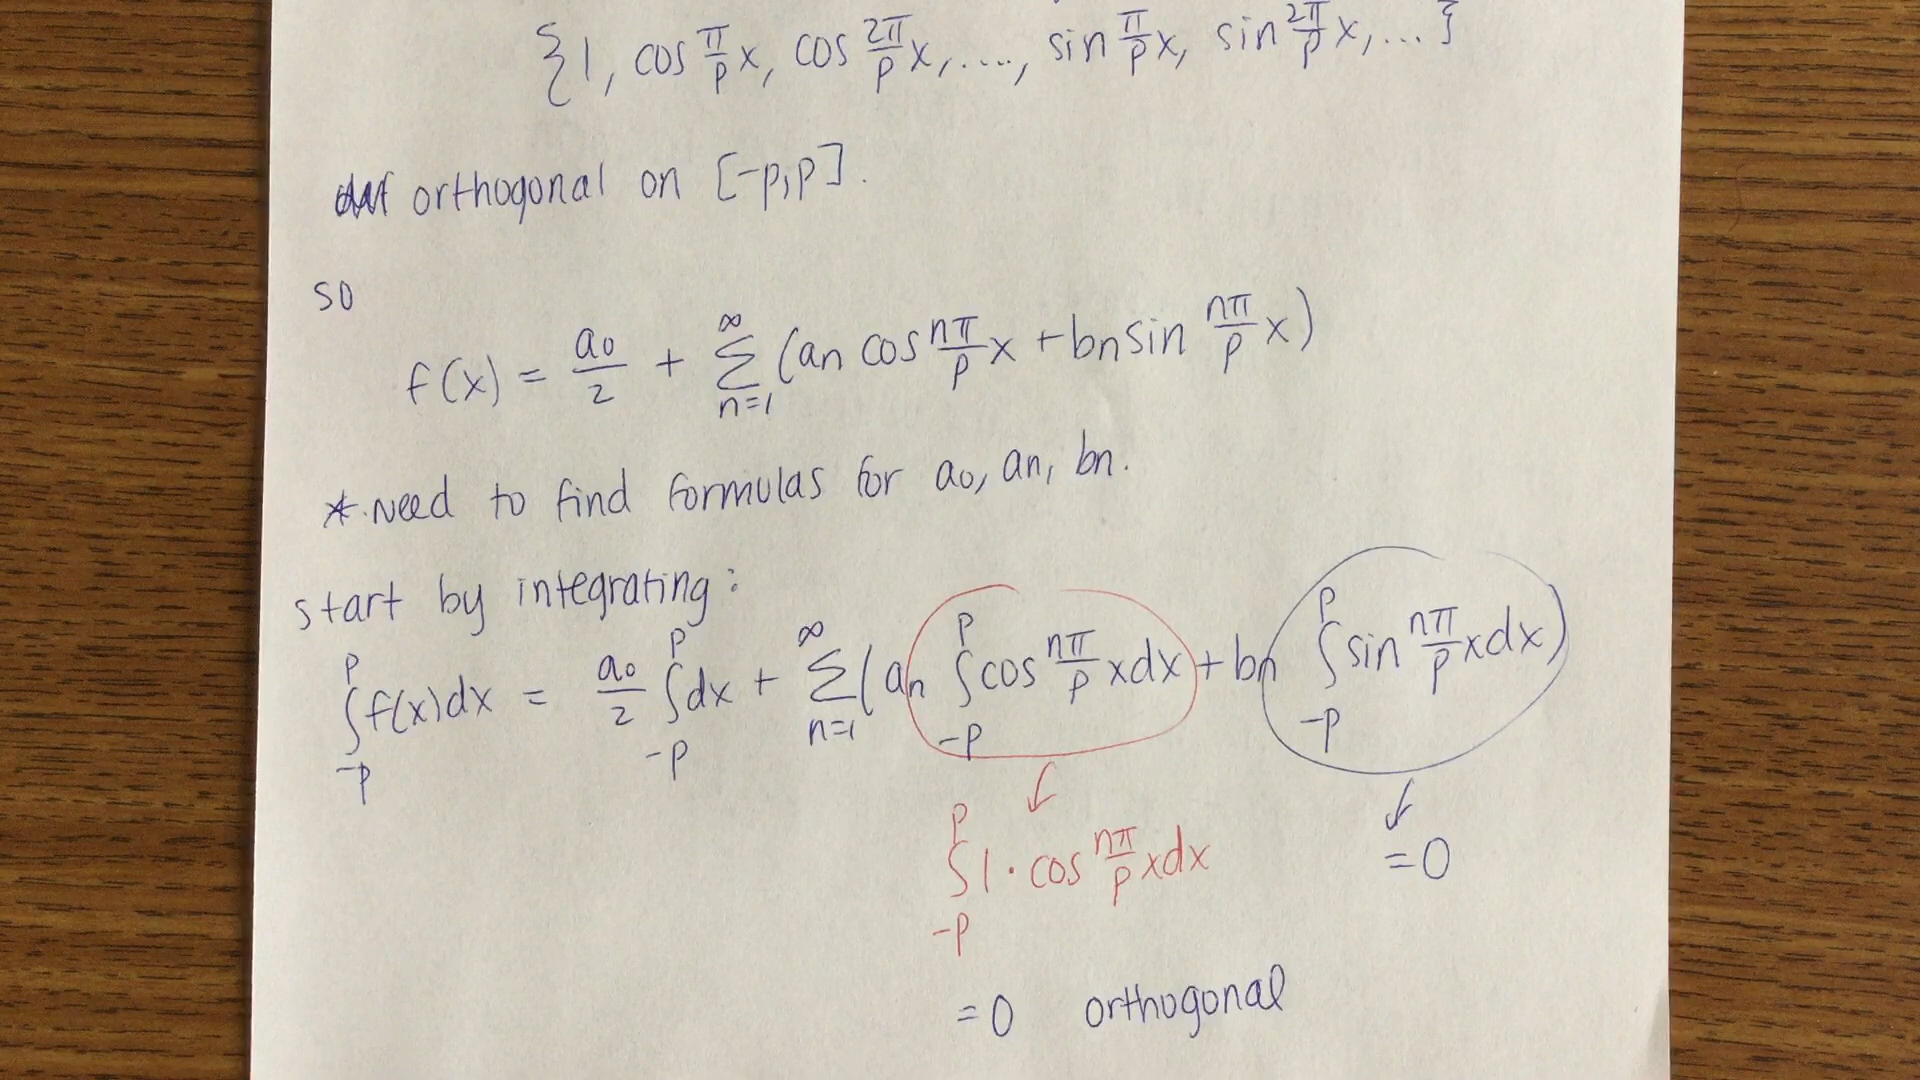 {1, cos π/p x, cos 2π/p x, ...., sin π/p x, sin 2π/p x, ...}
orthogonal on [-p,p].
so
f(x) = a₀/2 + ∑_{n=1}^{∞} (an cos nπ/p x + bn sin nπ/p x)
* Need to find formulas for a₀, an, bn.
start by integrating:
∫_{-p}^{p} f(x)dx = a₀/2 ∫_{-p}^{p} dx + ∑_{n=1}^{∞} (an ∫_{-p}^{p} cos nπ/p x dx + bn ∫_{-p}^{p} sin nπ/p x dx)
∫_{-p}^{p} 1 · cos nπ/p x dx
= 0
= 0 orthogonal